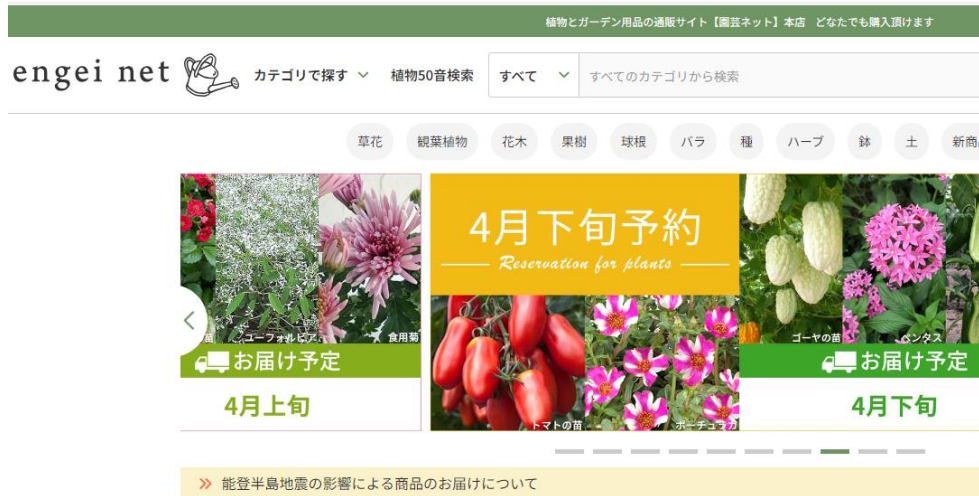 植物とガーデン用品の通販サイト【園芸ネット】本店 どなたでも購入頂けます
engei net
カテゴリで探す 植物50音検索 すべて すべてのカテゴリから検索
草花 観葉植物 花木 果樹 球根 バラ 種 ハーブ 鉢 土 新商
苗 ユーフォルビア 食用菊
お届け予定
4月上旬
4月下旬予約
Reservation for plants
トマトの苗 ポーチュラカ
ゴーヤの苗 ペンタス
お届け予定
4月下旬
能登半島地震の影響による商品のお届けについて